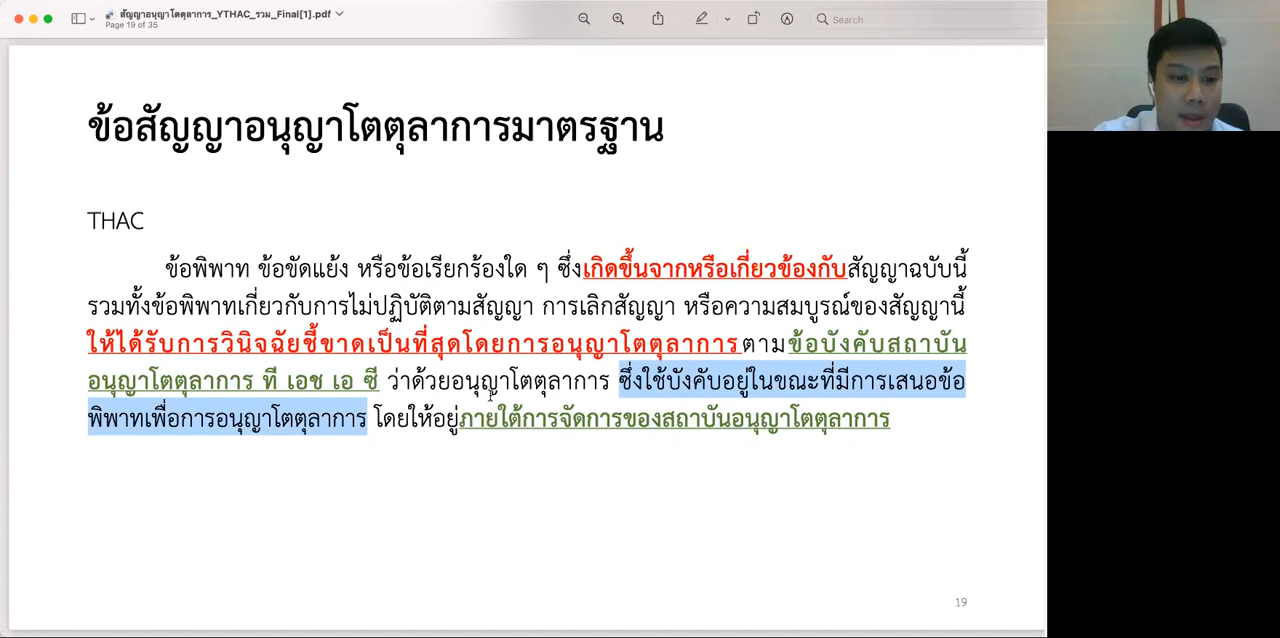 สัญญาอนุญาโตตุลาการ_YTHAC_รวม_Final[1].pdf
Page 19 of 35
Search
ข้อสัญญาอนุญาโตตุลาการมาตรฐาน
THAC
ข้อพิพาท ข้อขัดแย้ง หรือข้อเรียกร้องใด ๆ ซึ่งเกิดขึ้นจากหรือเกี่ยวข้องกับสัญญาฉบับนี้
รวมทั้งข้อพิพาทเกี่ยวกับการไม่ปฏิบัติตามสัญญา การเลิกสัญญา หรือความสมบูรณ์ของสัญญานี้
ให้ได้รับการวินิจฉัยชี้ขาดเป็นที่สุดโดยการอนุญาโตตุลาการตามข้อบังคับสถาบัน
อนุญาโตตุลาการ ที เอช เอ ซี ว่าด้วยอนุญาโตตุลาการ ซึ่งใช้บังคับอยู่ในขณะที่มีการเสนอข้อ
พิพาทเพื่อการอนุญาโตตุลาการ โดยให้อยู่ภายใต้การจัดการของสถาบันอนุญาโตตุลาการ
19